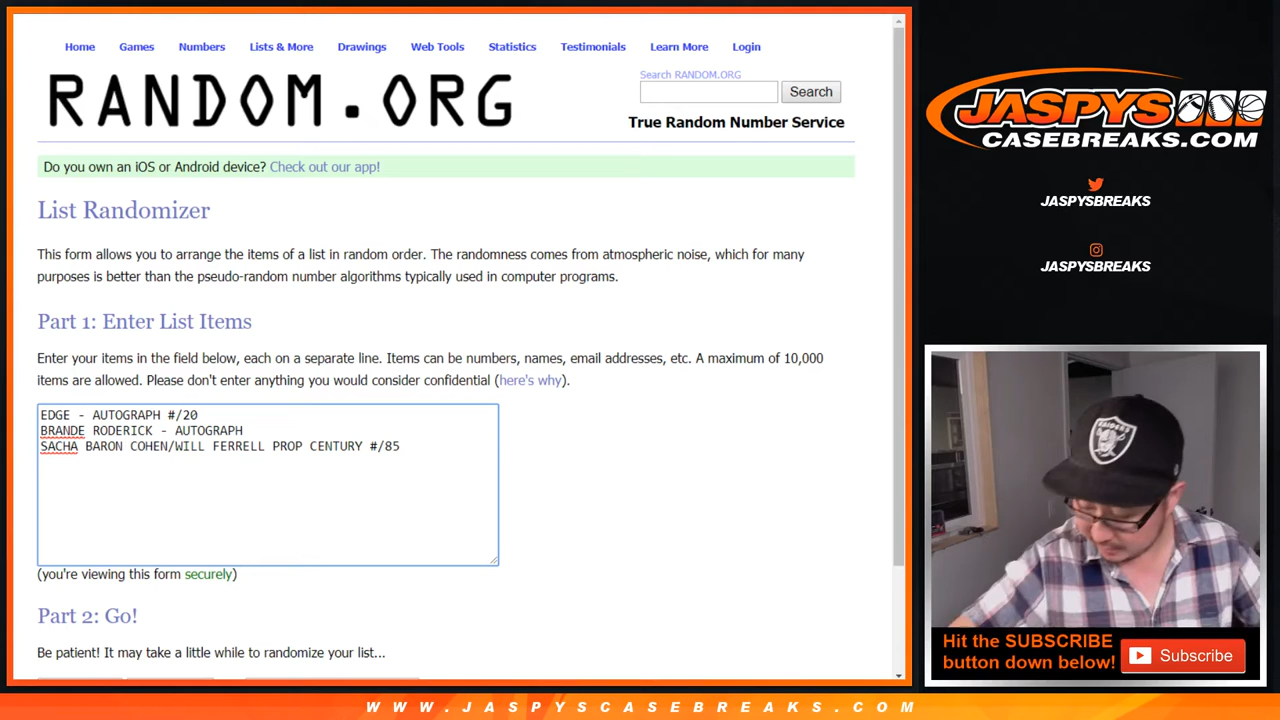 Home Games Numbers Lists & More Drawings Web Tools Statistics Testimonials Learn More Login
RANDOM.ORG
Search RANDOM.ORG
Search
True Random Number Service
Do you own an iOS or Android device? Check out our app!
List Randomizer
This form allows you to arrange the items of a list in random order. The randomness comes from atmospheric noise, which for many
purposes is better than the pseudo-random number algorithms typically used in computer programs.
Part 1: Enter List Items
Enter your items in the field below, each on a separate line. Items can be numbers, names, email addresses, etc. A maximum of 10,000
items are allowed. Please don't enter anything you would consider confidential (here's why).
EDGE - AUTOGRAPH #/20
BRANDE RODERICK - AUTOGRAPH
SACHA BARON COHEN/WILL FERRELL PROP CENTURY #/85
(you're viewing this form securely)
Part 2: Go!
Be patient! It may take a little while to randomize your list...
JASPYS
CASEBREAKS.COM
JASPYSBREAKS
JASPYSBREAKS
RAIDERS
Hit the SUBSCRIBE
button down below!
Subscribe
WWW.JASPYSCASEBREAKS.COM